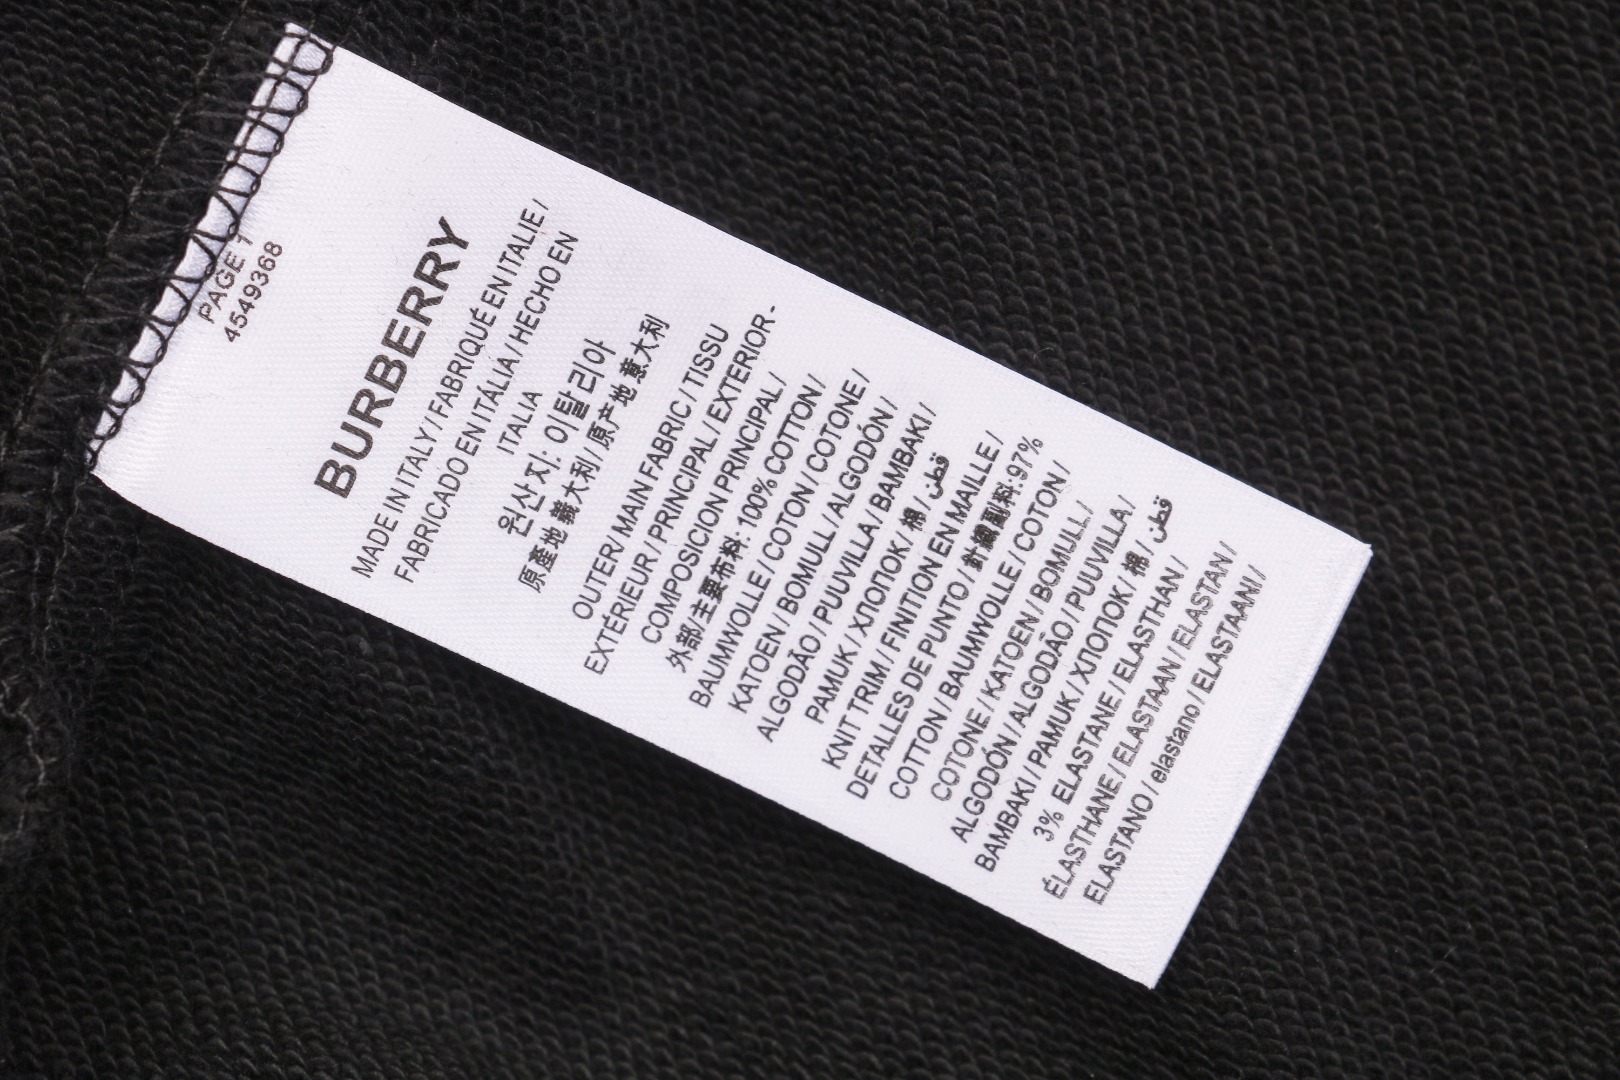 PAGE 1
4549368
BURBERRY
MADE IN ITALY / FABRIQUÉ EN ITALIE /
FABRICADO EN ITÁLIA / HECHO EN
ITALIA
원산지: 이탈리아
原產地 義大利 / 原产地 意大利
OUTER / MAIN FABRIC / TISSU
EXTÉRIEUR / PRINCIPAL / EXTERIOR -
COMPOSICION PRINCIPAL /
外部/主要布料: 100% COTTON /
BAUMWOLLE / COTON / COTONE /
KATOEN / BOMULL / ALGODÓN /
ALGODÃO / PUUVILLA / BAMBAKI /
PAMUK / ХЛОПОК / 棉 / قطن
KNIT TRIM / FINITION EN MAILLE /
DETALLES DE PUNTO / 針織副料: 97%
COTTON / BAUMWOLLE / COTON /
COTONE / KATOEN / BOMULL /
ALGODÓN / ALGODÃO / PUUVILLA /
BAMBAKI / PAMUK / ХЛОПОК / 棉 / قطن
3% ELASTANE / ELASTHAN /
ÉLASTHANE / ELASTAAN / ELASTAN /
ELASTANO / elastano / ELASTAANI /